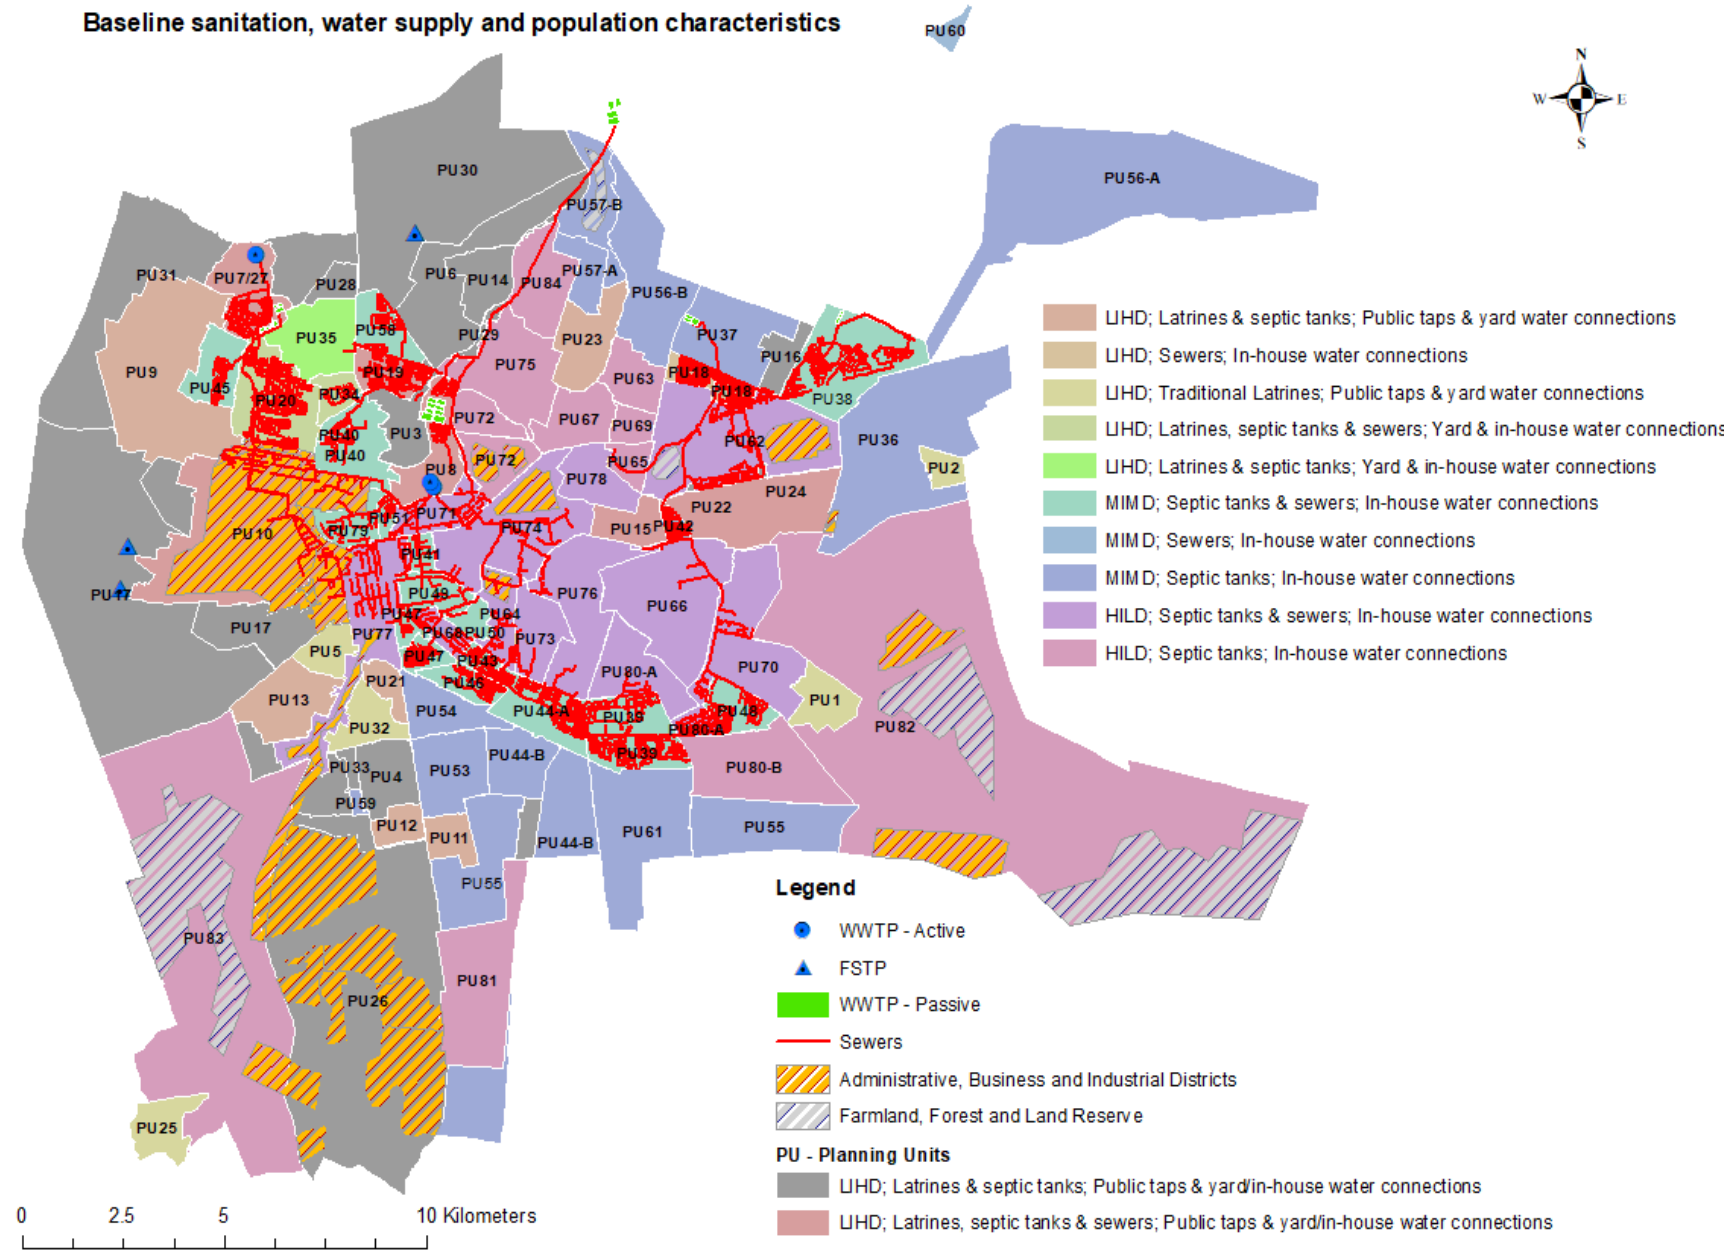 Baseline sanitation, water supply and population characteristics
PU60
N
W
E
S
PU30
PU56-A
PU57-B
PU31
PU7/27
PU28
PU6
PU14
PU84
PU57-A
PU56-B
PU35
PU58
PU29
PU23
PU37
PU16
PU9
PU45
PU19
PU75
PU63
PU18
PU18
PU38
PU20
PU34
PU3
PU72
PU67
PU69
PU40
PU40
PU62
PU36
PU8
PU72
PU65
PU2
PU78
PU24
PU10
PU79
PU51
PU71
PU74
PU15
PU42
PU22
PU41
PU17
PU49
PU76
PU66
PU17
PU47
PU64
PU77
PU68
PU50
PU73
PU5
PU47
PU43
PU80-A
PU70
PU21
PU46
PU13
PU1
PU54
PU44-A
PU39
PU48
PU32
PU80-A
PU82
PU39
PU44-B
PU33
PU4
PU53
PU80-B
PU59
PU12
PU11
PU44-B
PU61
PU55
PU55
PU83
PU81
PU26
PU25
LIHD; Latrines & septic tanks; Public taps & yard water connections
LIHD; Sewers; In-house water connections
LIHD; Traditional Latrines; Public taps & yard water connections
LIHD; Latrines, septic tanks & sewers; Yard & in-house water connections
LIHD; Latrines & septic tanks; Yard & in-house water connections
MIMD; Septic tanks & sewers; In-house water connections
MIMD; Sewers; In-house water connections
MIMD; Septic tanks; In-house water connections
HILD; Septic tanks & sewers; In-house water connections
HILD; Septic tanks; In-house water connections
Legend
WWTP - Active
FSTP
WWTP - Passive
Sewers
Administrative, Business and Industrial Districts
Farmland, Forest and Land Reserve
PU - Planning Units
LIHD; Latrines & septic tanks; Public taps & yard/in-house water connections
LIHD; Latrines, septic tanks & sewers; Public taps & yard/in-house water connections
0 2.5 5 10 Kilometers